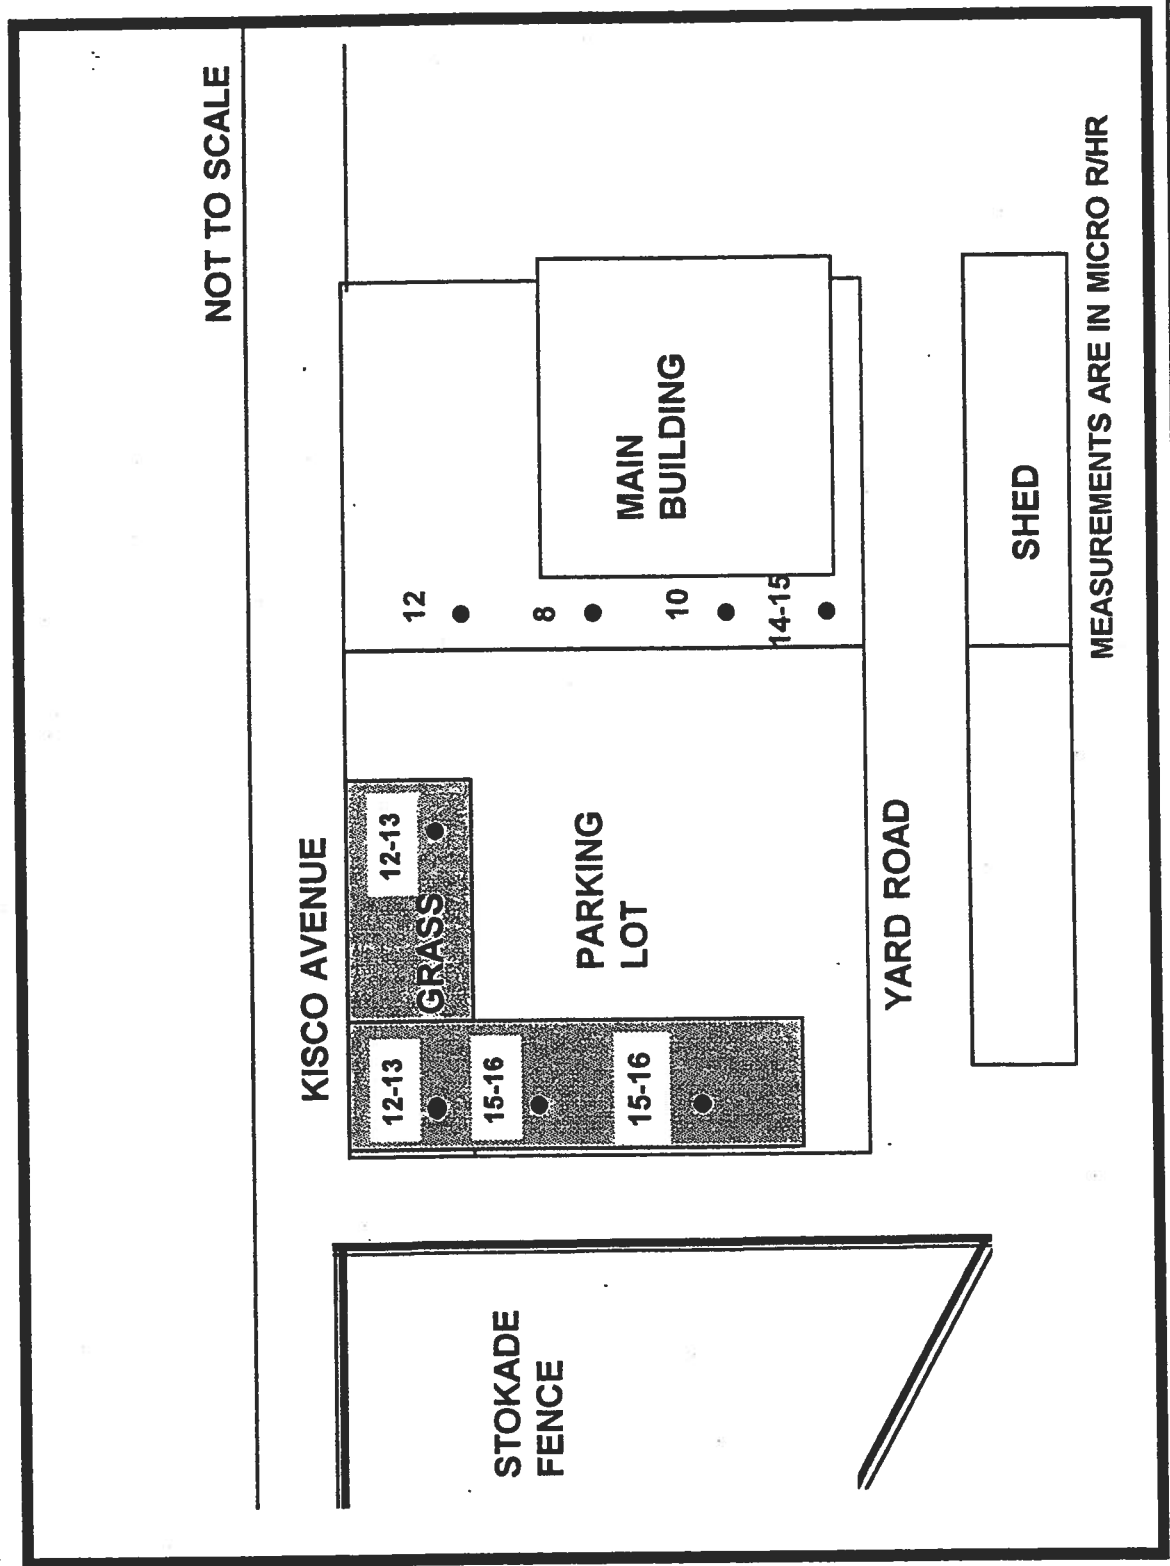 NOT TO SCALE
KISCO AVENUE
12-13
12-13
GRASS
15-16
15-16
12
8
10
14-15
STOKADE
FENCE
PARKING
LOT
MAIN
BUILDING
YARD ROAD
SHED
MEASUREMENTS ARE IN MICRO R/HR